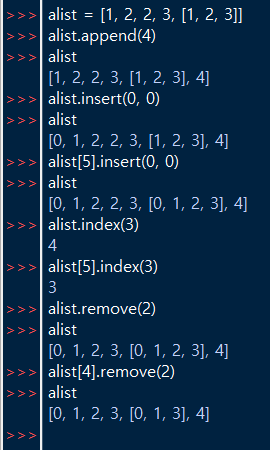 >>> alist = [1, 2, 2, 3, [1, 2, 3]]
>>> alist.append(4)
>>> alist
[1, 2, 2, 3, [1, 2, 3], 4]
>>> alist.insert(0, 0)
>>> alist
[0, 1, 2, 2, 3, [1, 2, 3], 4]
>>> alist[5].insert(0, 0)
>>> alist
[0, 1, 2, 2, 3, [0, 1, 2, 3], 4]
>>> alist.index(3)
4
>>> alist[5].index(3)
3
>>> alist.remove(2)
>>> alist
[0, 1, 2, 3, [0, 1, 2, 3], 4]
>>> alist[4].remove(2)
>>> alist
[0, 1, 2, 3, [0, 1, 3], 4]
>>>